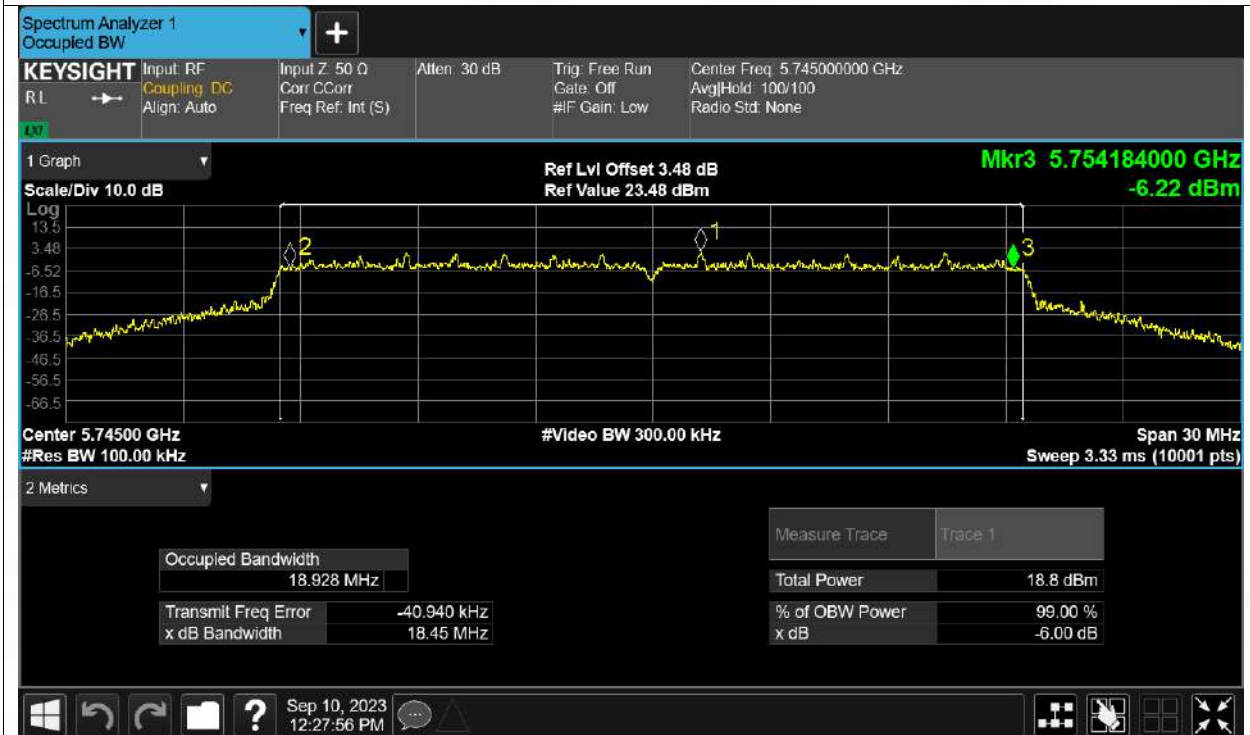 Spectrum Analyzer 1
Occupied BW
KEYSIGHT
R L
LXI
Input: RF
Coupling: DC
Align: Auto
Input Z: 50 Ω
Corr CCorr
Freq Ref: Int (S)
Atten: 30 dB
Trig: Free Run
Gate: Off
#IF Gain: Low
Center Freq: 5.745000000 GHz
Avg|Hold: 100/100
Radio Std: None
1 Graph
Scale/Div 10.0 dB
Ref Lvl Offset 3.48 dB
Ref Value 23.48 dBm
Mkr3 5.754184000 GHz
-6.22 dBm
Log
13.5
3.48
-6.52
-16.5
-26.5
-36.5
-46.5
-56.5
-66.5
2
1
3
Center 5.74500 GHz
#Res BW 100.00 kHz
#Video BW 300.00 kHz
Span 30 MHz
Sweep 3.33 ms (10001 pts)
2 Metrics
Occupied Bandwidth
18.928 MHz
Transmit Freq Error -40.940 kHz
x dB Bandwidth 18.45 MHz
Measure Trace Trace 1
Total Power 18.8 dBm
% of OBW Power 99.00 %
x dB -6.00 dB
?
Sep 10, 2023
12:27:56 PM